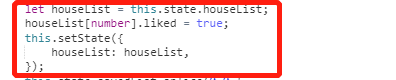 let houseList = this.state.houseList;
houseList[number].liked = true;
this.setState({
    houseList: houseList,
});